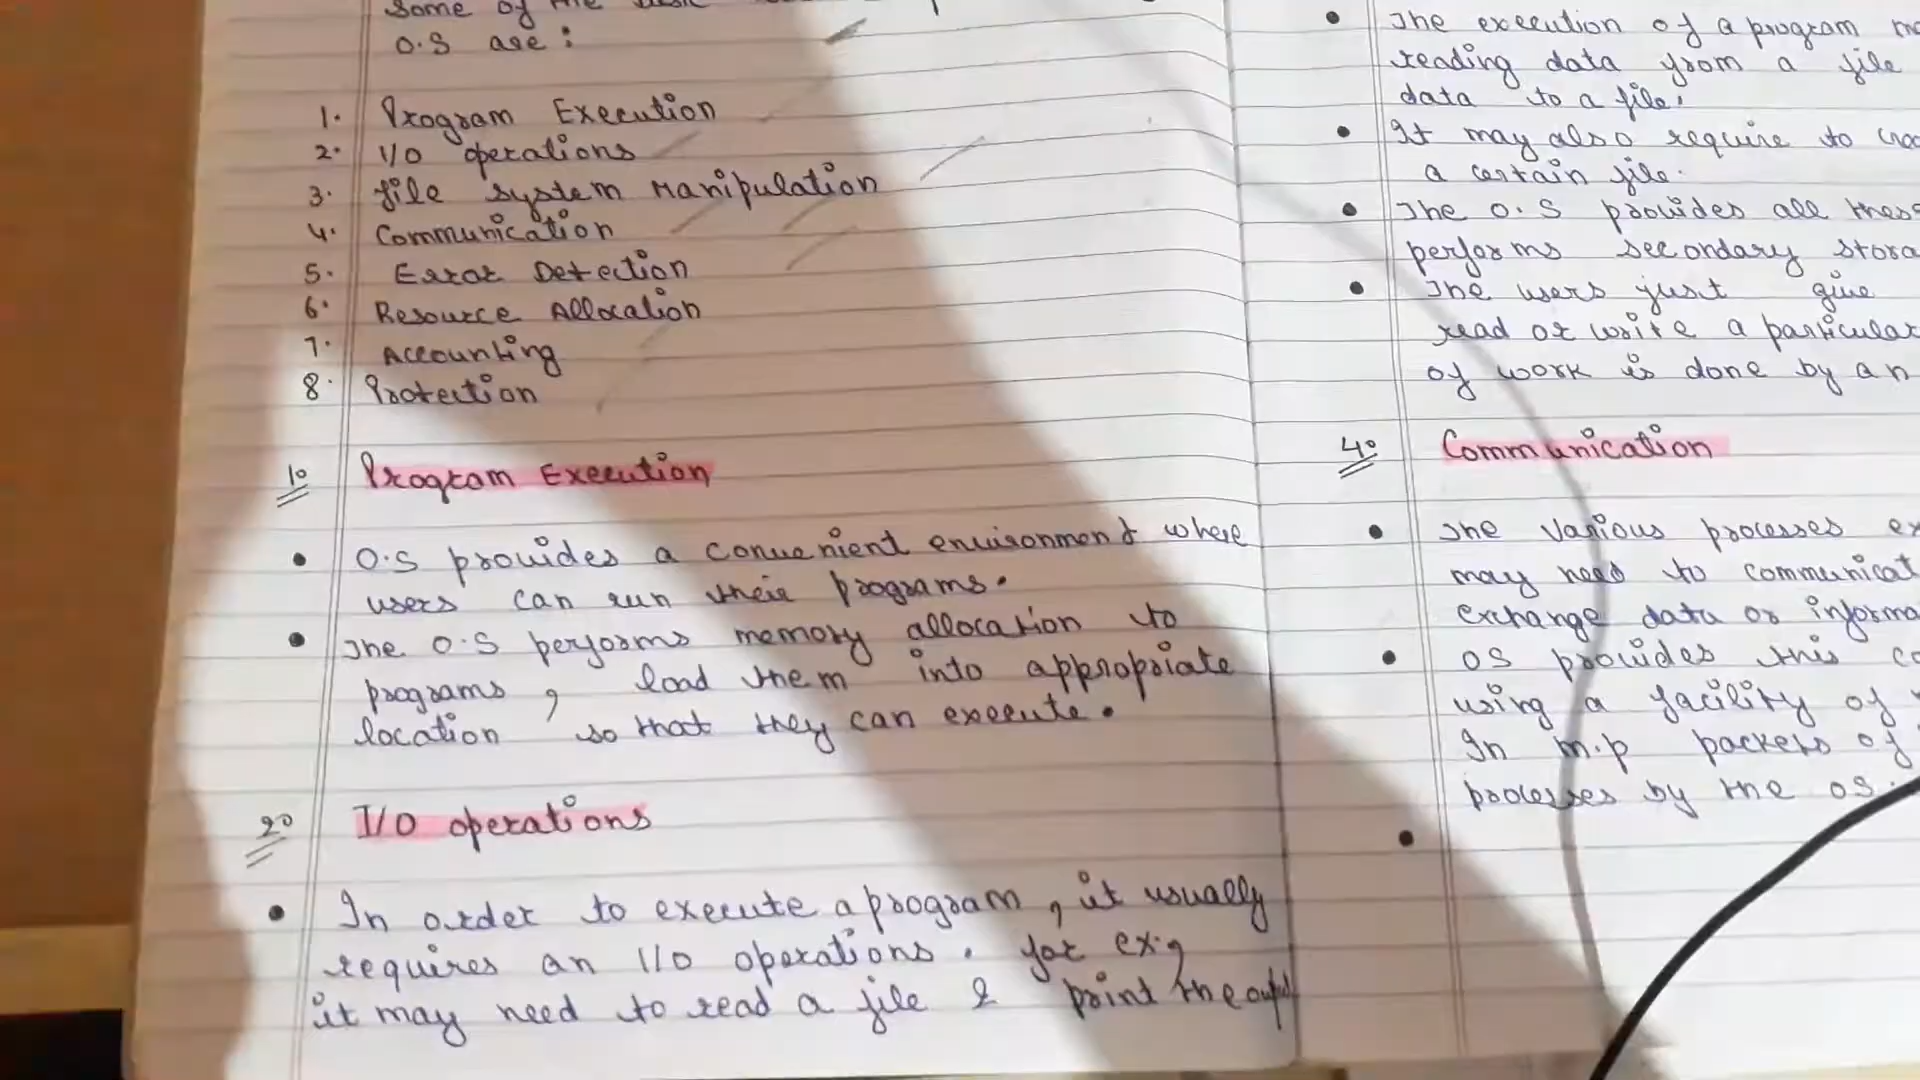 Some of the
O.S are :
1. Program Execution
2. I/O operations
3. file system Manipulation
4. Communication
5. Error Detection
6. Resource Allocation
7. Accounting
8. Protection
1. Program Execution
• O.S provides a convenient environment where
users can run their programs.
• The O.S performs memory allocation to
programs, load them into appropriate
location so that they can execute.
2. I/O operations
• In order to execute a program, it usually
requires an I/O operations. for ex,
it may need to read a file & print the output
• The execution of a program
reading data from a file
data to a file.
• It may also require to
a certain file.
• The O.S provides all these
performs secondary
• The users just give
read or write a particular
of work is done by an
4. Communication
• The various processes
may need to
exchange data or
• OS provides this
using a facility of
In m.p packets of
processes by the OS.
•